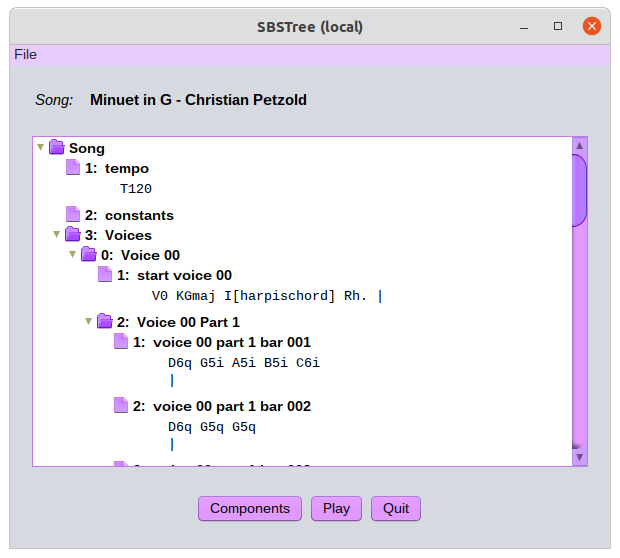 SBSTree (local)
File
Song: Minuet in G - Christian Petzold
Song
1: tempo
T120
2: constants
3: Voices
0: Voice 00
1: start voice 00
V0 KGmaj I[harpischord] Rh. |
2: Voice 00 Part 1
1: voice 00 part 1 bar 001
D6q G5i A5i B5i C6i
|
2: voice 00 part 1 bar 002
D6q G5q G5q
|
Components Play Quit